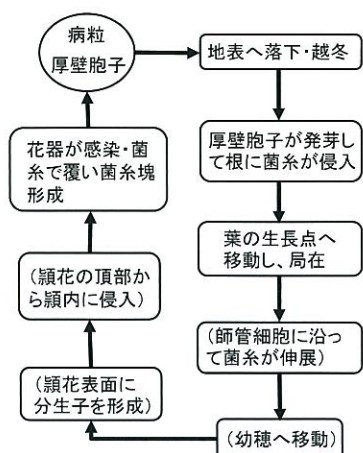 病粒
厚壁胞子
地表へ落下・越冬
厚壁胞子が発芽し
て根に菌糸が侵入
葉の生長点へ
移動し、局在
(師管細胞に沿っ
て菌糸が伸展)
(幼穂へ移動)
(穎花表面に
分生子を形成)
(穎花の頂部か
ら穎内に侵入)
花器が感染・菌
糸で覆い菌糸塊
形成